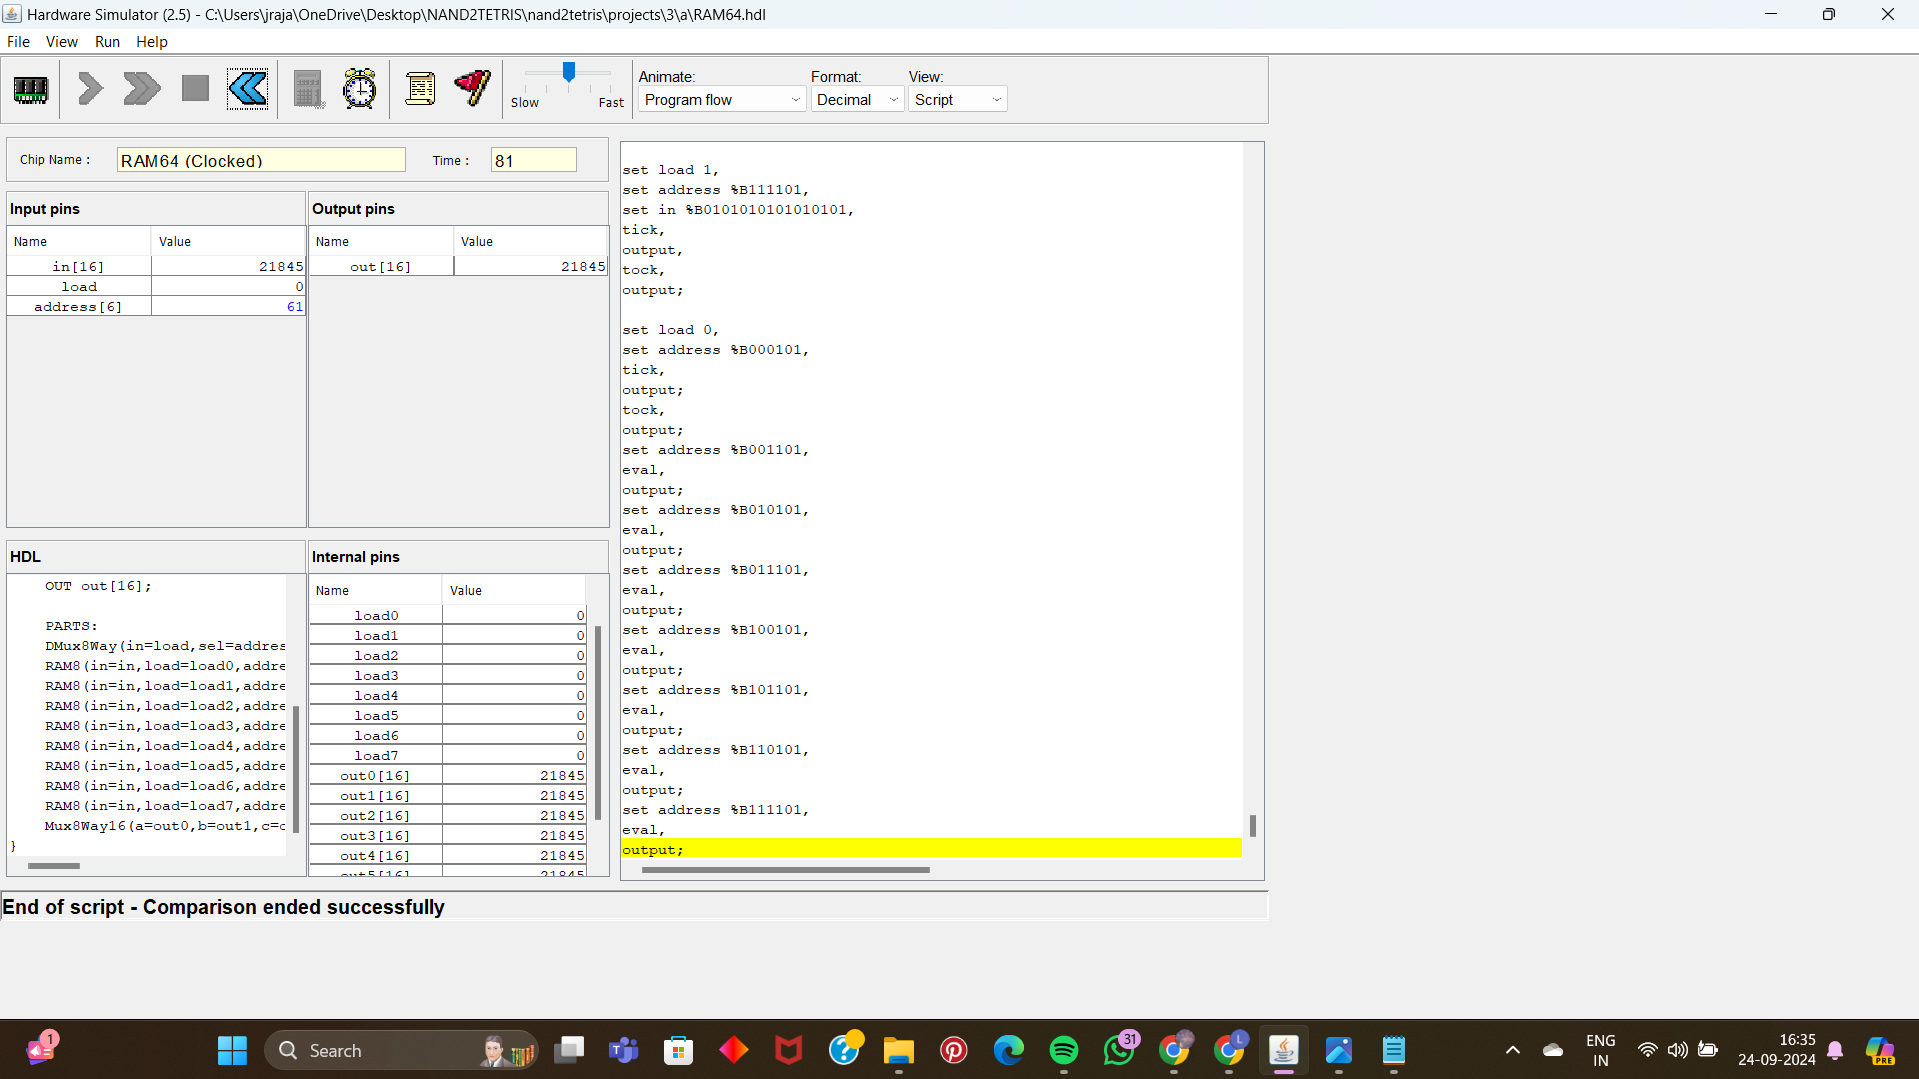 Hardware Simulator (2.5) - C:\Users\jraja\OneDrive\Desktop\NAND2TETRIS\nand2tetris\projects\3\a\RAM64.hdl
File View Run Help
Slow Fast
Animate: Format: View:
Program flow Decimal Script
Chip Name : RAM64 (Clocked) Time : 81
Input pins
Name Value
in[16] 21845
load 0
address[6] 61
Output pins
Name Value
out[16] 21845
HDL
OUT out[16];
PARTS:
DMux8Way(in=load,sel=addres
RAM8(in=in,load=load0,addre
RAM8(in=in,load=load1,addre
RAM8(in=in,load=load2,addre
RAM8(in=in,load=load3,addre
RAM8(in=in,load=load4,addre
RAM8(in=in,load=load5,addre
RAM8(in=in,load=load6,addre
RAM8(in=in,load=load7,addre
Mux8Way16(a=out0,b=out1,c=c
}
Internal pins
Name Value
load0 0
load1 0
load2 0
load3 0
load4 0
load5 0
load6 0
load7 0
out0[16] 21845
out1[16] 21845
out2[16] 21845
out3[16] 21845
out4[16] 21845
out5[16] 21845
set load 1,
set address %B111101,
set in %B0101010101010101,
tick,
output,
tock,
output;
set load 0,
set address %B000101,
tick,
output;
tock,
output;
set address %B001101,
eval,
output;
set address %B010101,
eval,
output;
set address %B011101,
eval,
output;
set address %B100101,
eval,
output;
set address %B101101,
eval,
output;
set address %B110101,
eval,
output;
set address %B111101,
eval,
output;
End of script - Comparison ended successfully
1
Search
31
L
ENG
IN
16:35
24-09-2024
PRE